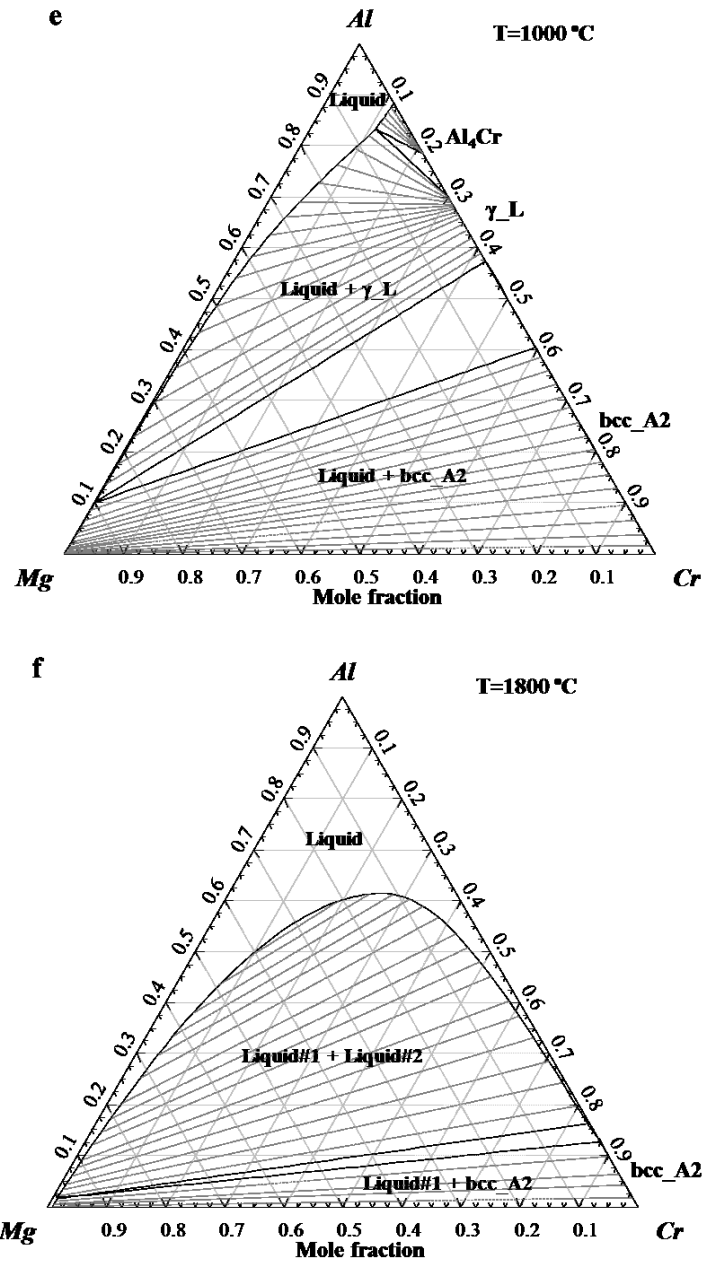 e
Al
T=1000 °C
0.9
0.1
Liquid
0.8
0.2
Al₄Cr
0.7
0.3
γ_L
0.6
0.4
0.5
Liquid + γ_L
0.5
0.4
0.6
0.3
0.7
bcc_A2
0.2
0.8
Liquid + bcc_A2
0.1
0.9
Mg 0.9 0.8 0.7 0.6 0.5 0.4 0.3 0.2 0.1 Cr
Mole fraction
f
Al
T=1800 °C
0.9
0.1
0.8
0.2
Liquid
0.7
0.3
0.6
0.4
0.5
0.5
0.4
0.6
0.3
Liquid#1 + Liquid#2
0.7
0.2
0.8
0.1
0.9
bcc_A2
Liquid#1 + bcc_A2
Mg 0.9 0.8 0.7 0.6 0.5 0.4 0.3 0.2 0.1 Cr
Mole fraction